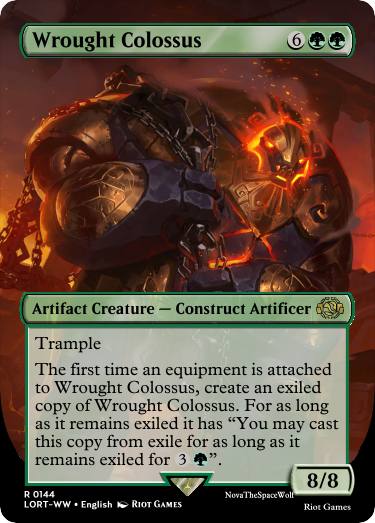 Wrought Colossus 6
Artifact Creature — Construct Artificer
Trample
The first time an equipment is attached
to Wrought Colossus, create an exiled
copy of Wrought Colossus. For as long
as it remains exiled it has “You may cast
this copy from exile for as long as it
remains exiled for 3 ”.
8/8
R 0144
LORT-WW • English RIOT GAMES
NovaTheSpaceWolf
Riot Games